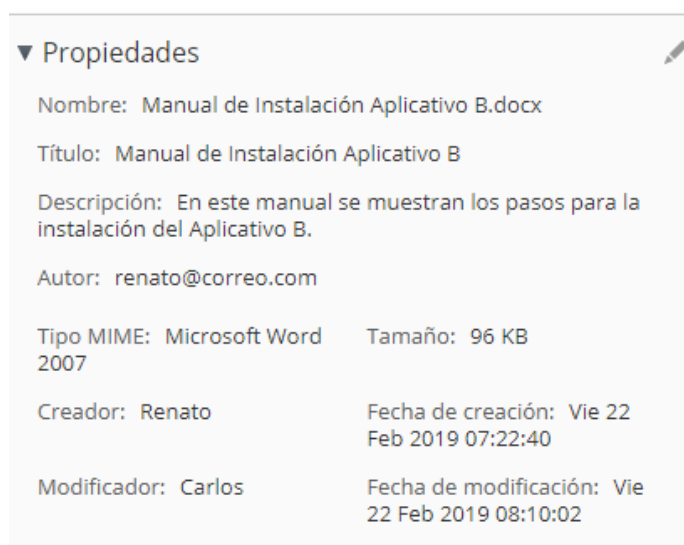 Propiedades
Nombre: Manual de Instalación Aplicativo B.docx
Título: Manual de Instalación Aplicativo B
Descripción: En este manual se muestran los pasos para la
instalación del Aplicativo B.
Autor: renato@correo.com
Tipo MIME: Microsoft Word
2007
Tamaño: 96 KB
Creador: Renato
Fecha de creación: Vie 22
Feb 2019 07:22:40
Modificador: Carlos
Fecha de modificación: Vie
22 Feb 2019 08:10:02